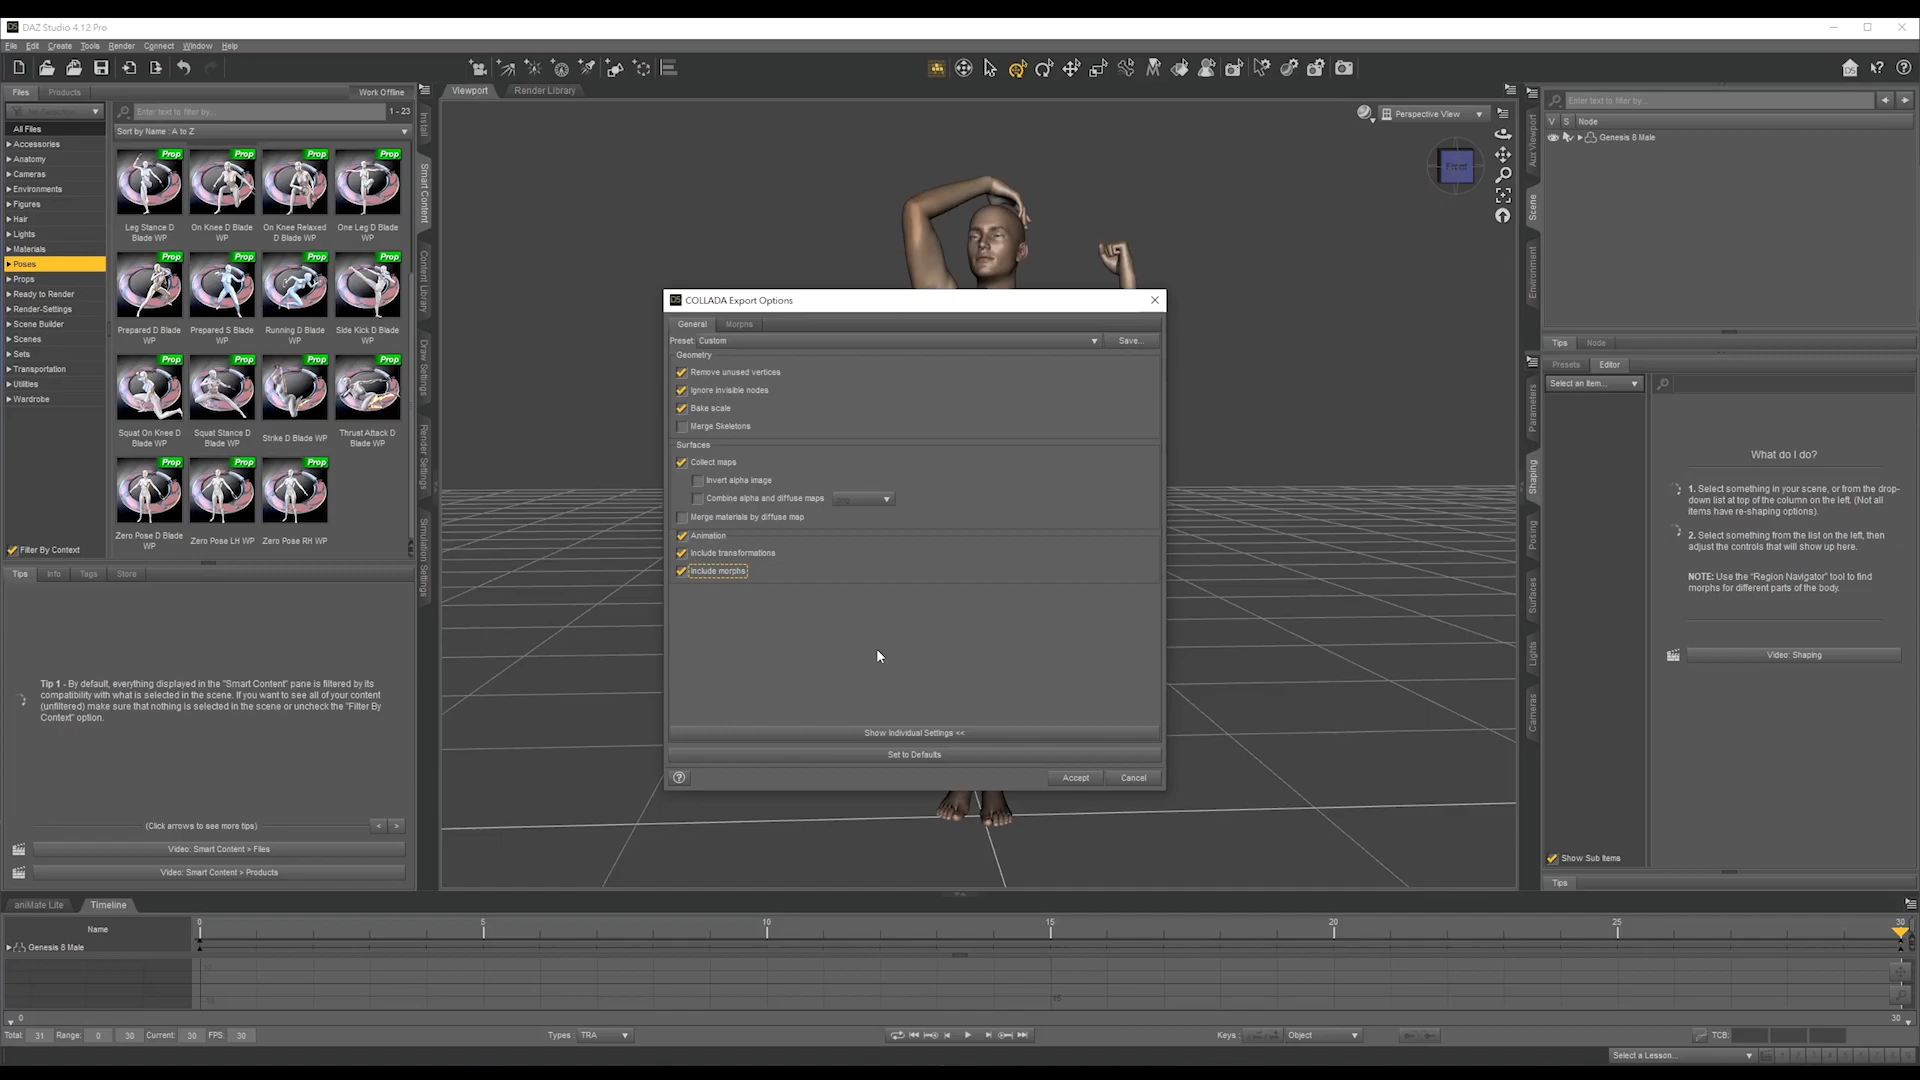 DAZ Studio 4.12 Pro
File Edit Create Tools Render Connect Window Help
Files Products Work Offline
Enter text to filter by... 1 - 23
All Files
Sort by Name : A to Z
Accessories
Anatomy
Cameras
Environments
Figures
Hair
Lights
Materials
Poses
Props
Ready to Render
Render-Settings
Scene Builder
Scenes
Sets
Transportation
Utilities
Wardrobe
Filter By Context
Prop Prop Prop Prop
Leg Stance D Blade WP
On Knee D Blade WP
On Knee Relaxed D Blade WP
One Leg D Blade WP
Prop Prop Prop Prop
Prepared D Blade WP
Prepared S Blade WP
Running D Blade WP
Side Kick D Blade WP
Prop Prop Prop Prop
Squat On Knee D Blade WP
Squat Stance D Blade WP
Strike D Blade WP
Thrust Attack D Blade WP
Prop Prop Prop
Zero Pose D Blade WP
Zero Pose LH WP
Zero Pose RH WP
Install
Smart Content
Content Library
Draw Settings
Render Settings
Simulation Settings
Tips Info Tags Store
Tip 1 - By default, everything displayed in the "Smart Content" pane is filtered by its
compatibility with what is selected in the scene. If you want to see all of your content
(unfiltered) make sure that nothing is selected in the scene or uncheck the "Filter By
Context" option.
(Click arrows to see more tips) < >
Video: Smart Content > Files
Video: Smart Content > Products
Viewport Render Library
Perspective View
Front
COLLADA Export Options
General Morphs
Preset: Custom Save...
Geometry
Remove unused vertices
Ignore invisible nodes
Bake scale
Merge Skeletons
Surfaces
Collect maps
Invert alpha image
Combine alpha and diffuse maps
Merge materials by diffuse map
Animation
Include transformations
Include morphs
Show Individual Settings <<
Set to Defaults
? Accept Cancel
Aux Viewport
Scene
Environment
Enter text to filter by...
V S Node
Genesis 8 Male
Tips Node
Parameters
Shaping
Posing
Surfaces
Lights
Cameras
Presets Editor
Select an Item...
What do I do?
1. Select something in your scene, or from the drop-
down list at top of the column on the left. (Not all
items have re-shaping options).
2. Select something from the list on the left, then
adjust the controls that will show up here.
NOTE: Use the "Region Navigator" tool to find
morphs for different parts of the body.
Video: Shaping
Show Sub Items
Tips
aniMate Lite Timeline
Name
0 5 10 15 20 25 30
Genesis 8 Male
15
0 30
Total: 31 Range: 0 30 Current: 30 FPS: 30 Types : TRA Keys : Object TCB:
Select a Lesson...